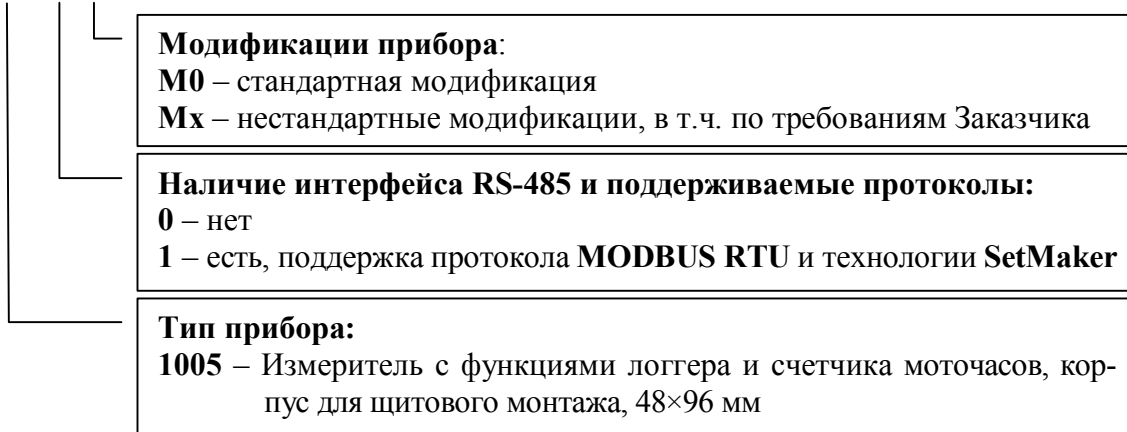 Модификации прибора:
М0 – стандартная модификация
Мх – нестандартные модификации, в т.ч. по требованиям Заказчика
Наличие интерфейса RS-485 и поддерживаемые протоколы:
0 – нет
1 – есть, поддержка протокола MODBUS RTU и технологии SetMaker
Тип прибора:
1005 – Измеритель с функциями логгера и счетчика моточасов, кор-
пус для щитового монтажа, 48×96 мм